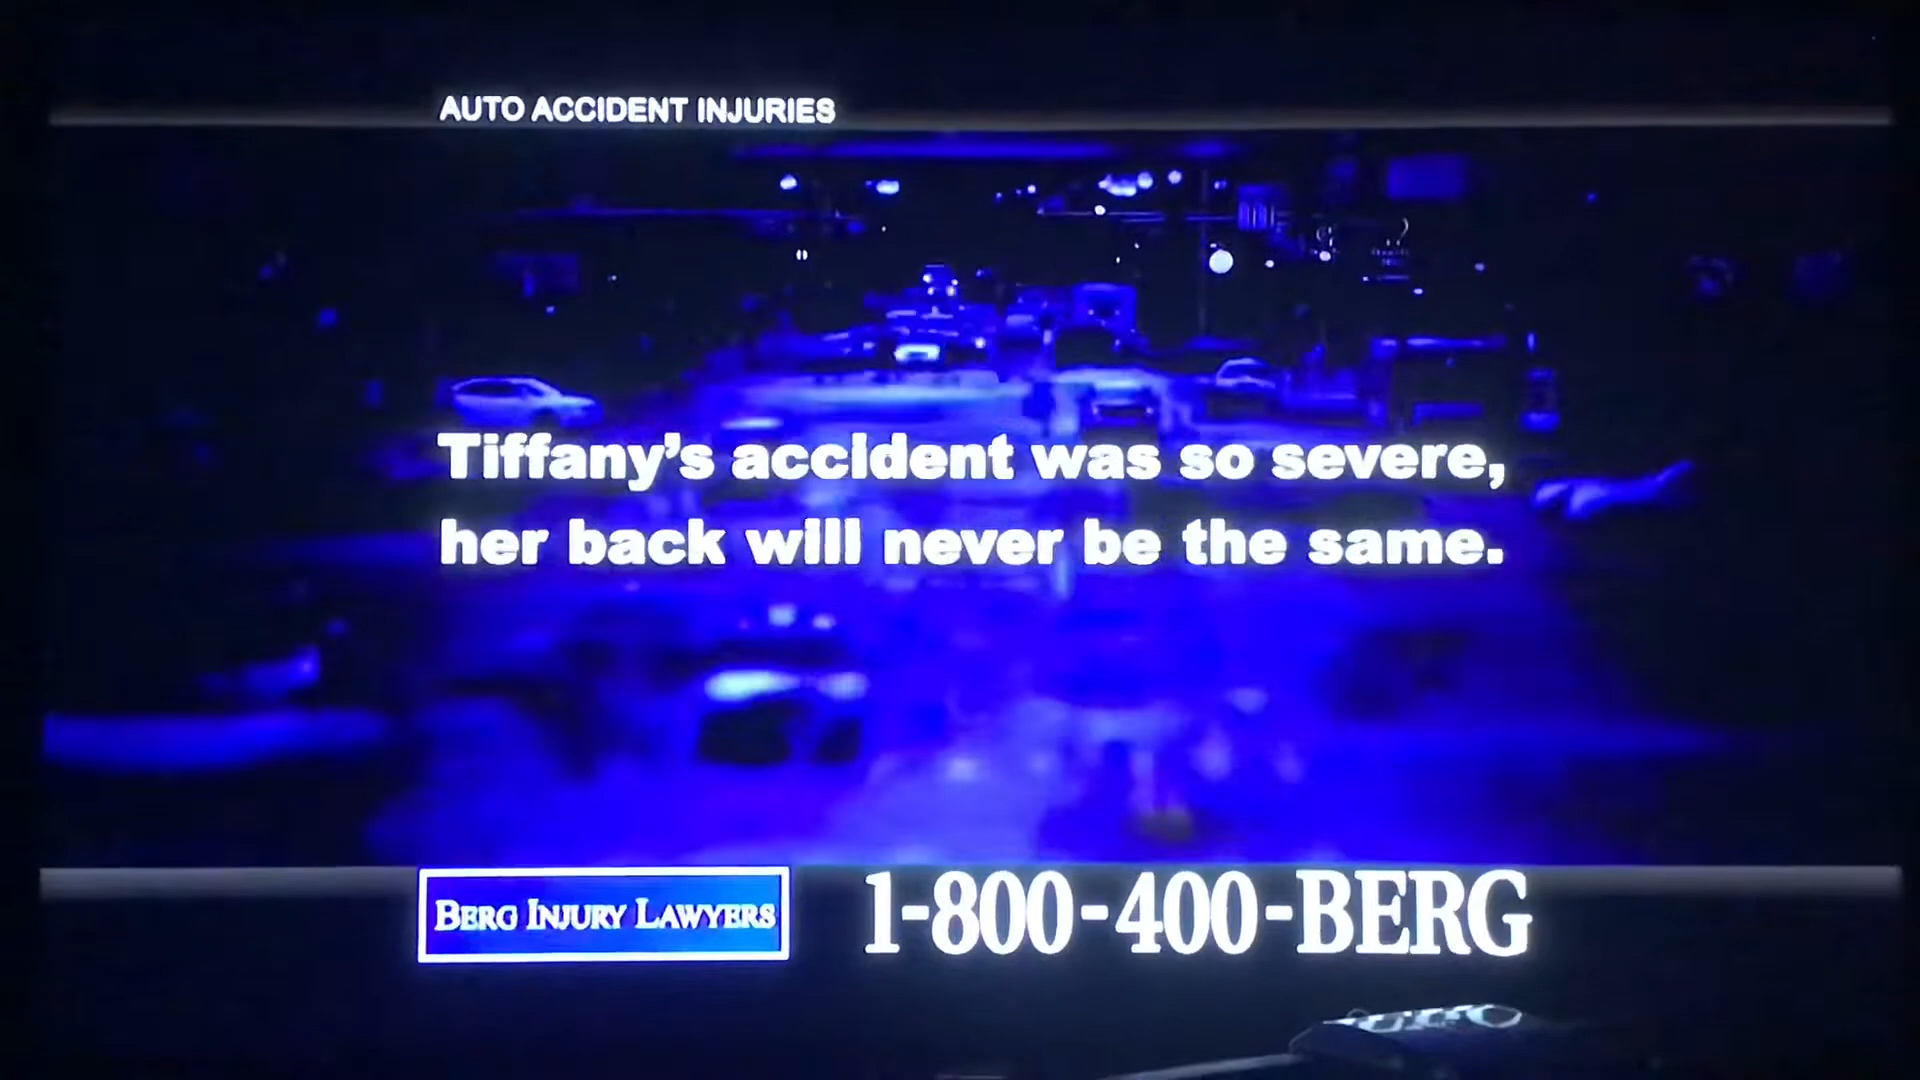 AUTO ACCIDENT INJURIES
Tiffany's accident was so severe,
her back will never be the same.
BERG INJURY LAWYERS
1-800-400-BERG